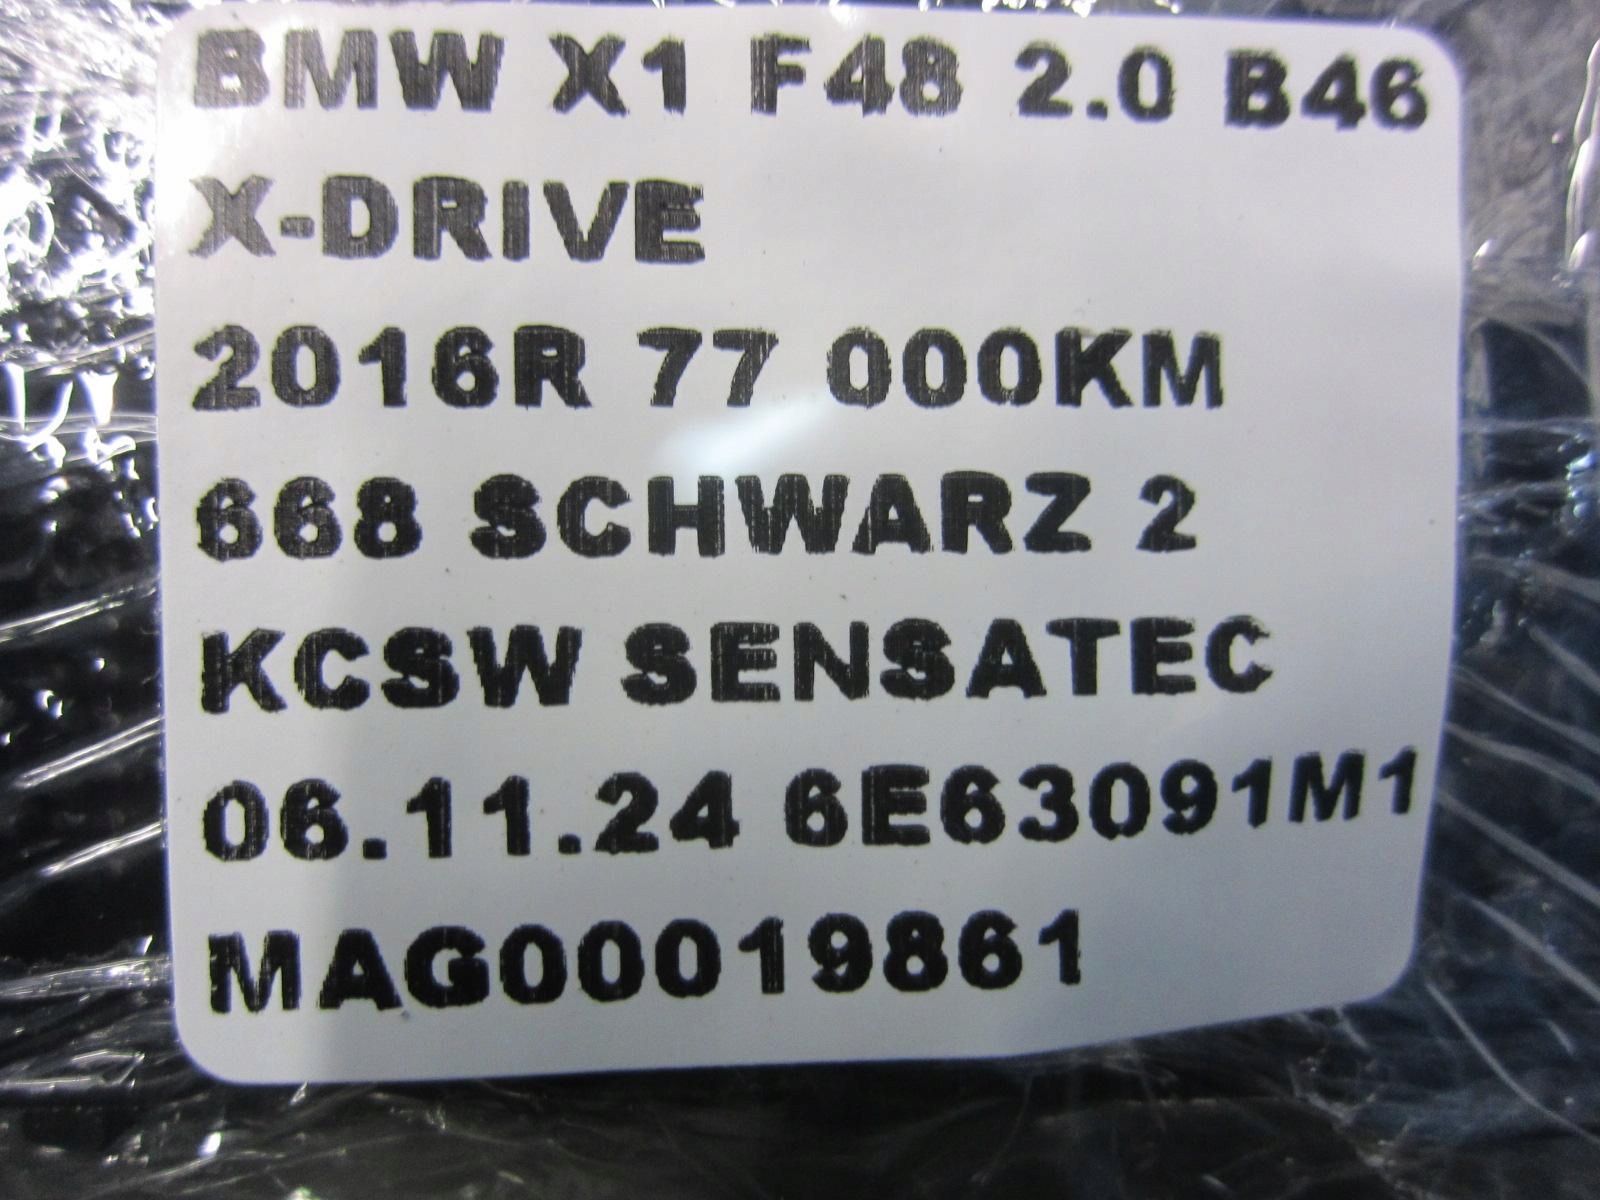 BMW X1 F48 2.0 B46
X-DRIVE
2016R 77 000KM
668 SCHWARZ 2
KCSW SENSATEC
06.11.24 6E63091M1
MAG00019861